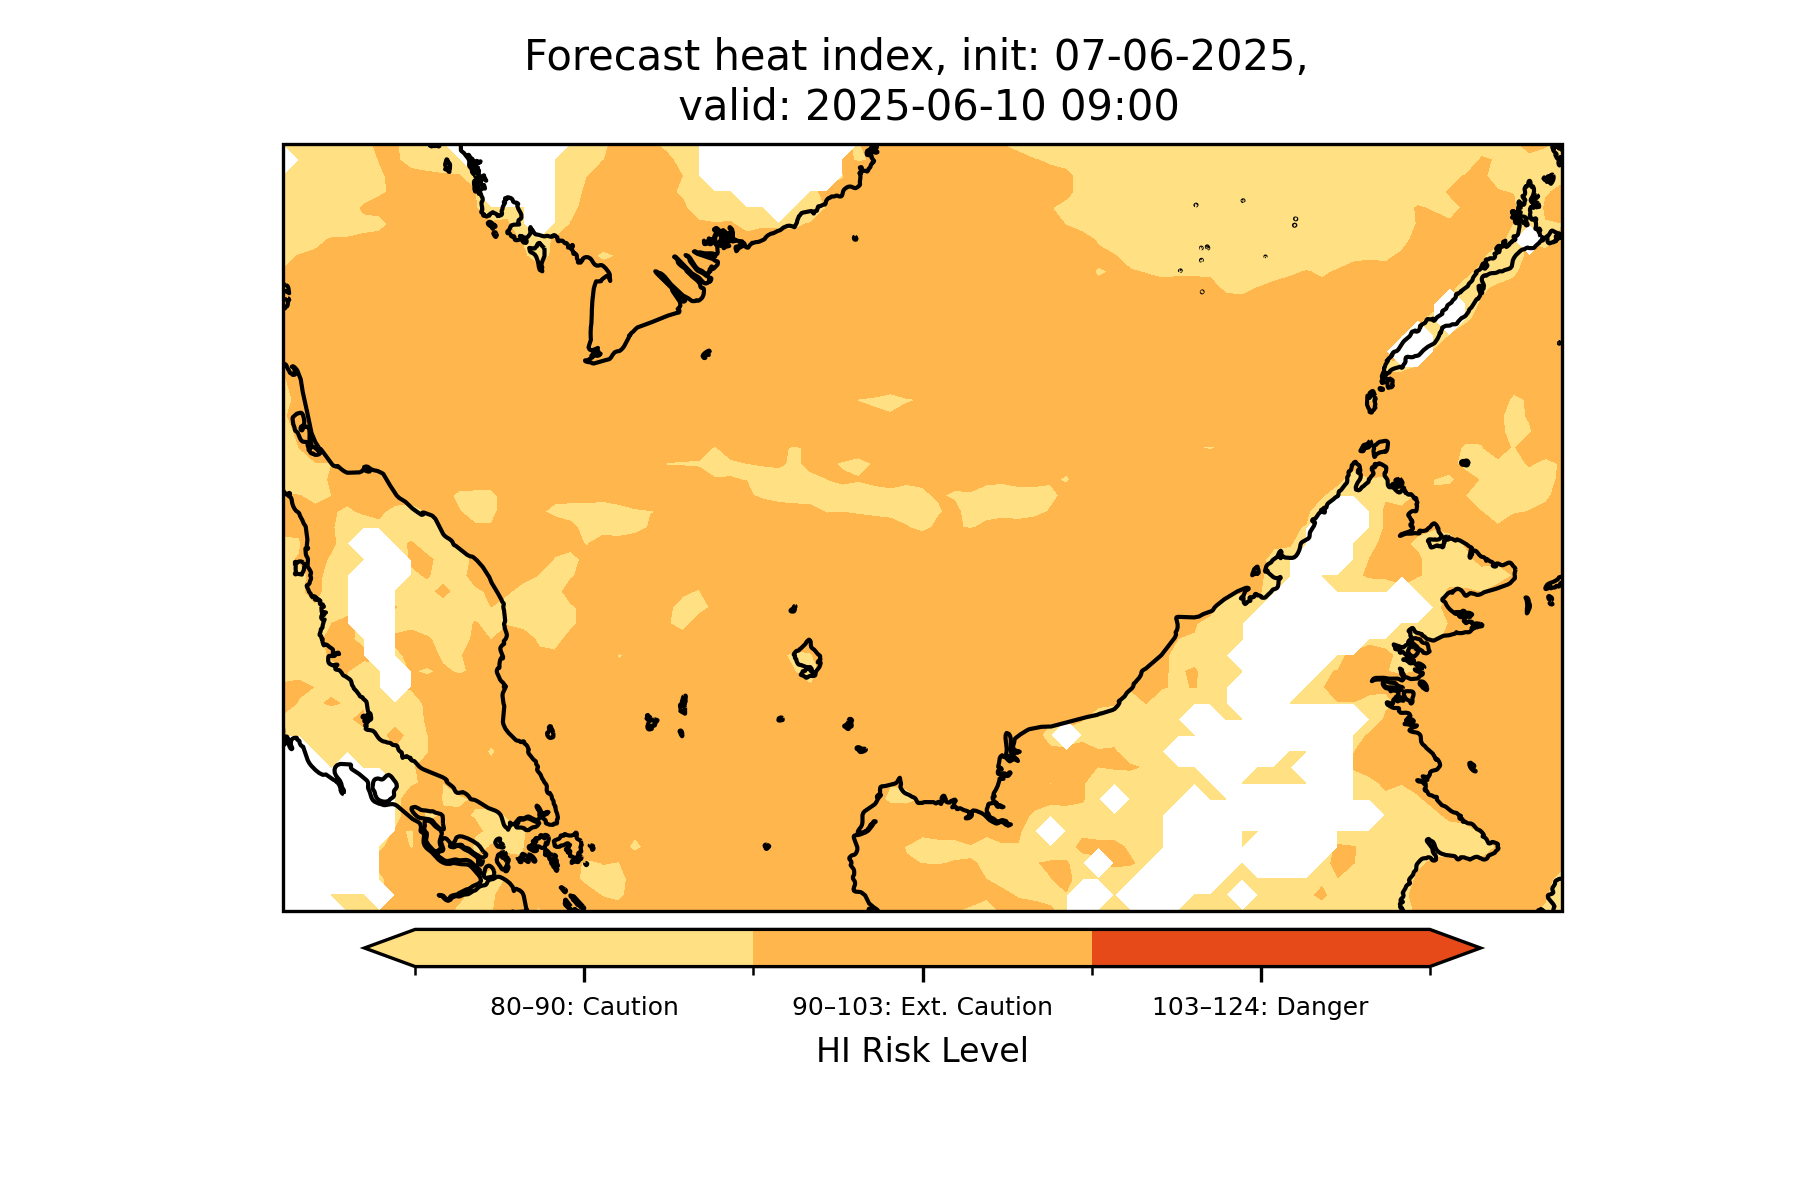 Forecast heat index, init: 07-06-2025,
valid: 2025-06-10 09:00
80–90: Caution
90–103: Ext. Caution
103–124: Danger
HI Risk Level